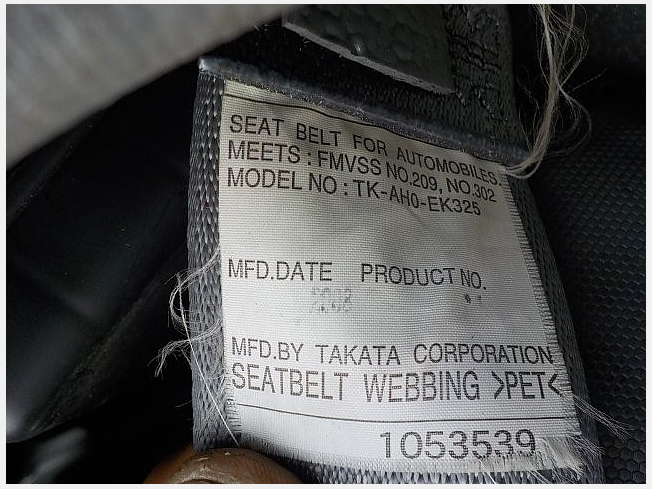 SEAT BELT FOR AUTOMOBILES.
MEETS : FMVSS NO.209, NO.302
MODEL NO : TK-AH0-EK325
MFD.DATE PRODUCT NO.
MFD.BY TAKATA CORPORATION
SEATBELT WEBBING >PET<
1053539